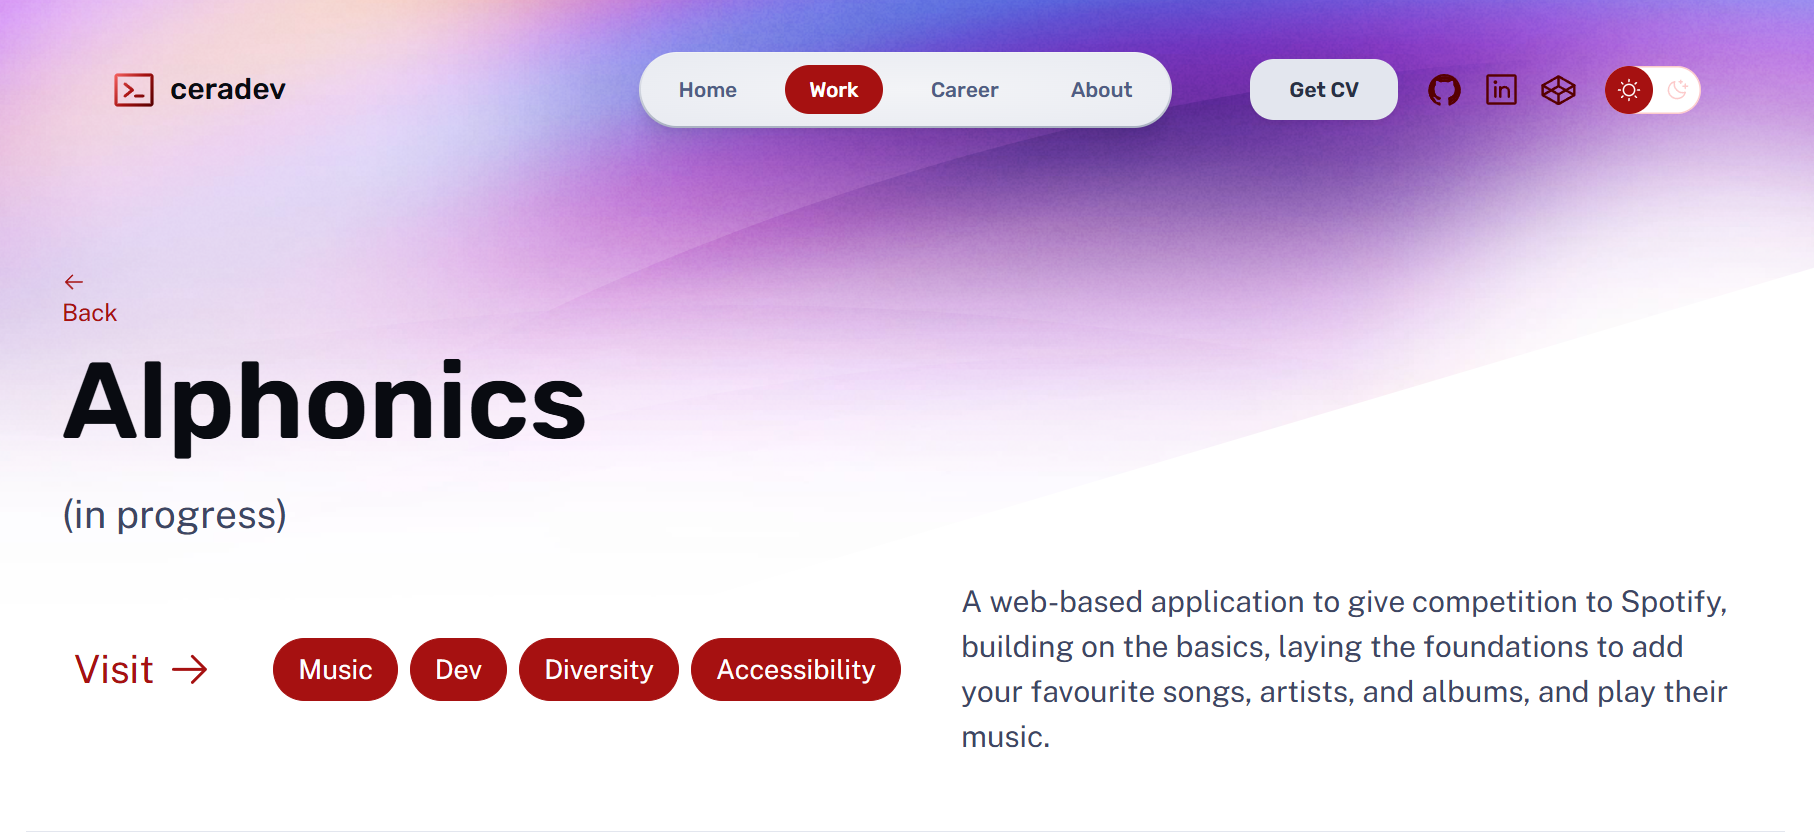 ceradev
Home Work Career About
Get CV
Back
Alphonics
(in progress)
Visit
Music Dev Diversity Accessibility
A web-based application to give competition to Spotify,
building on the basics, laying the foundations to add
your favourite songs, artists, and albums, and play their
music.